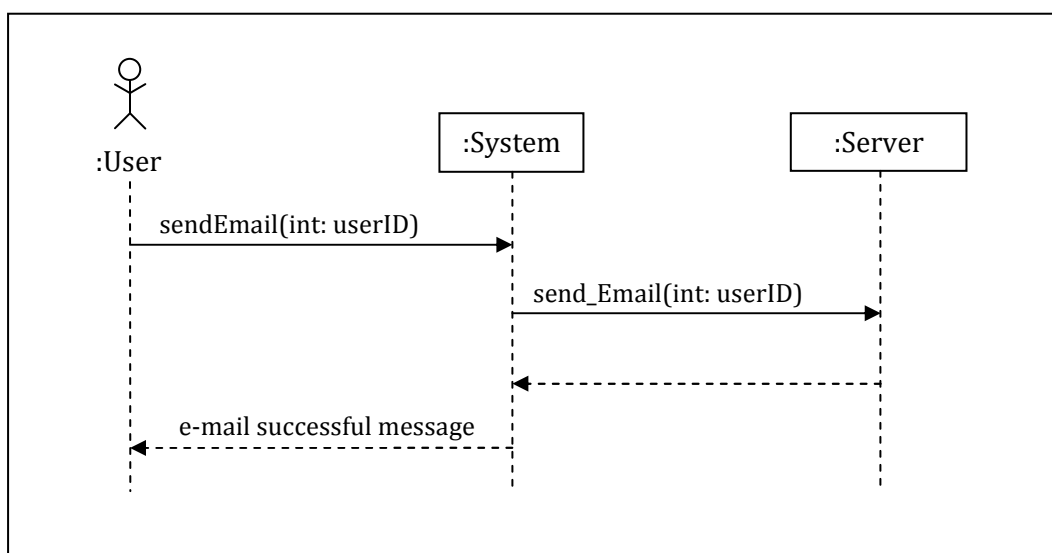 :User
:System
:Server
sendEmail(int: userID)
send_Email(int: userID)
e-mail successful message